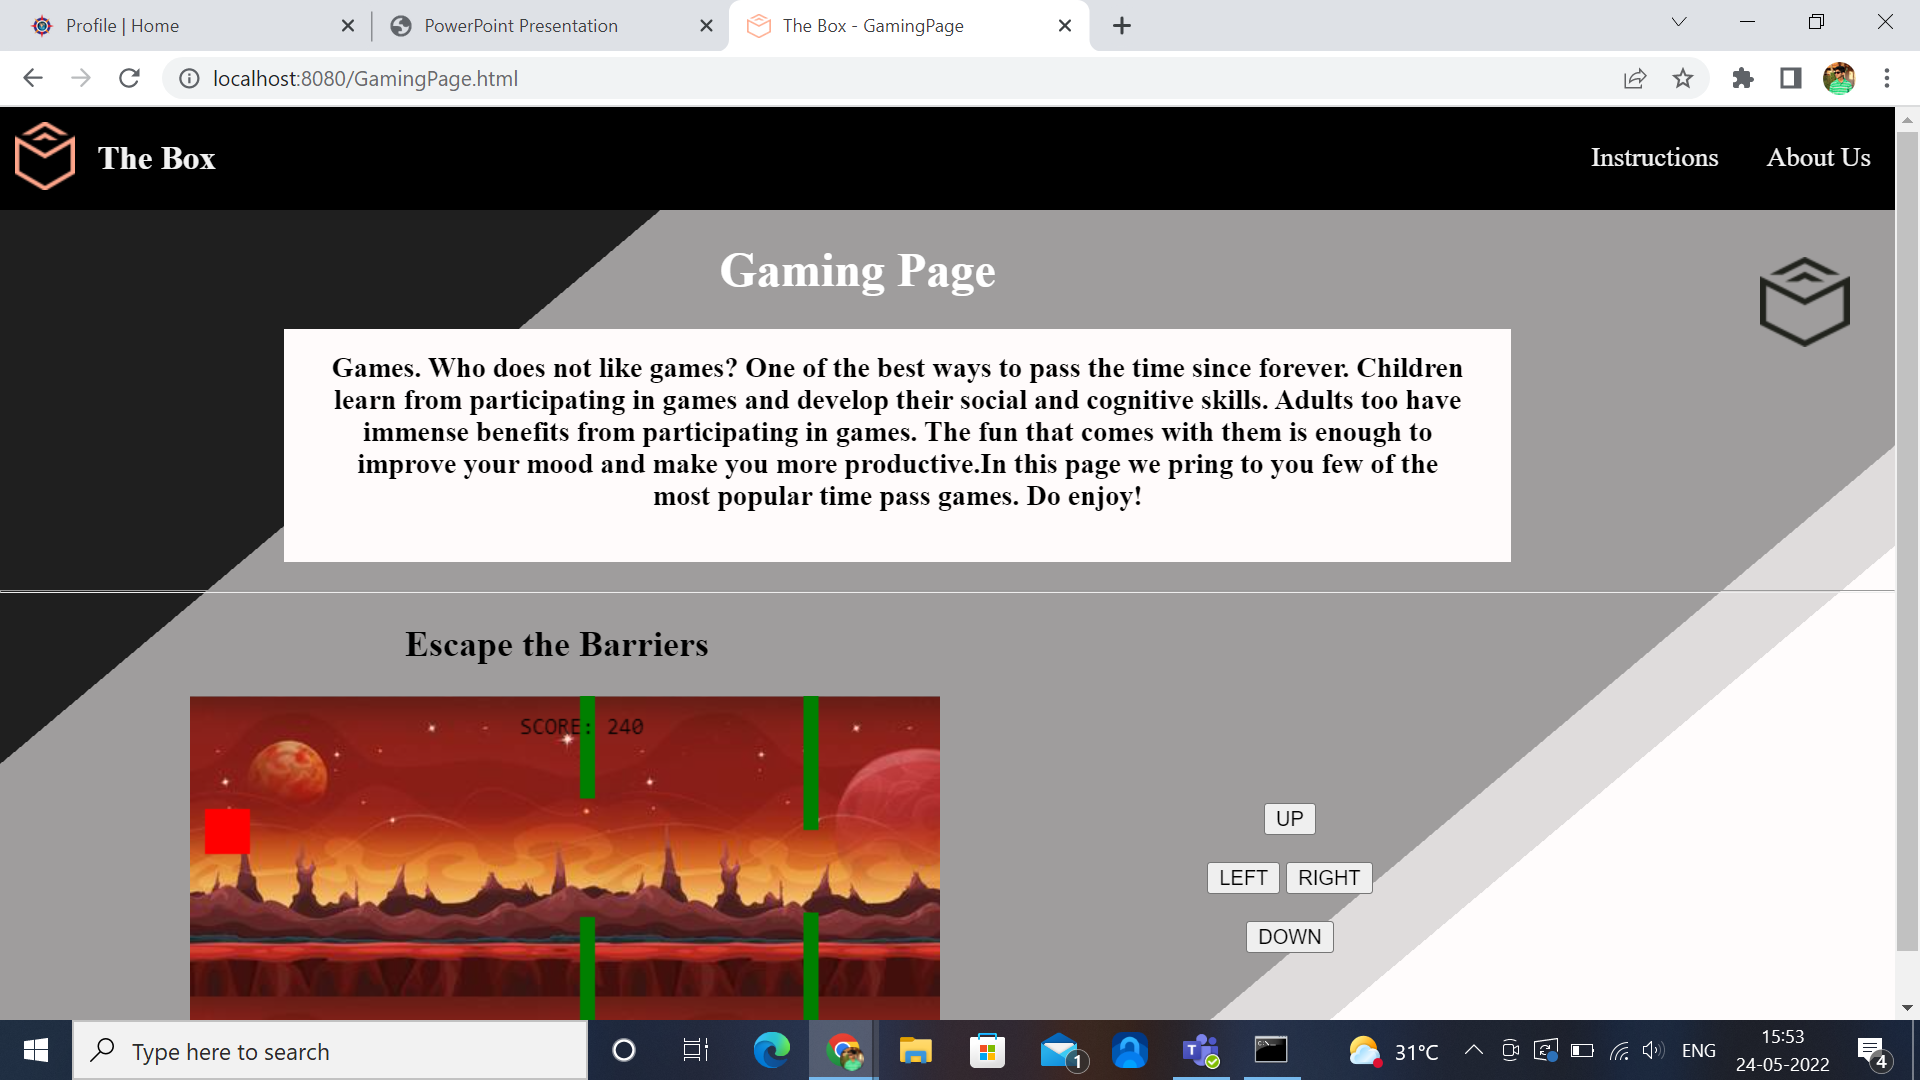 Profile | Home
PowerPoint Presentation
The Box - GamingPage
localhost:8080/GamingPage.html
The Box
Instructions
About Us
Gaming Page
Games. Who does not like games? One of the best ways to pass the time since forever. Children
learn from participating in games and develop their social and cognitive skills. Adults too have
immense benefits from participating in games. The fun that comes with them is enough to
improve your mood and make you more productive.In this page we pring to you few of the
most popular time pass games. Do enjoy!
Escape the Barriers
SCORE: 240
UP
LEFT
RIGHT
DOWN
Type here to search
1
31°C
ENG
15:53
24-05-2022
4